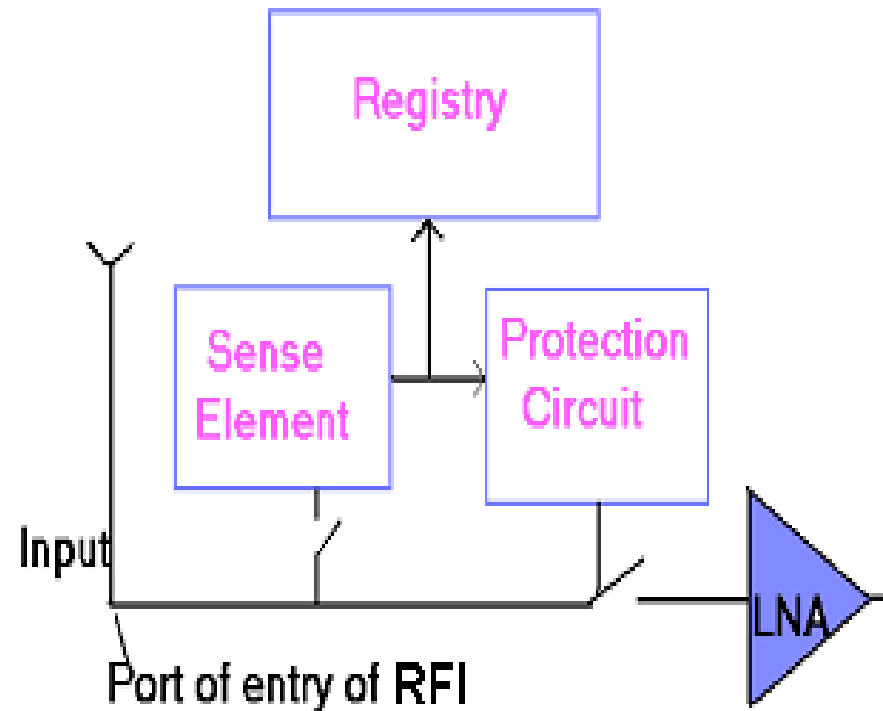 Registry
Sense
Element
Protection
Circuit
Input
LNA
Port of entry of RFI